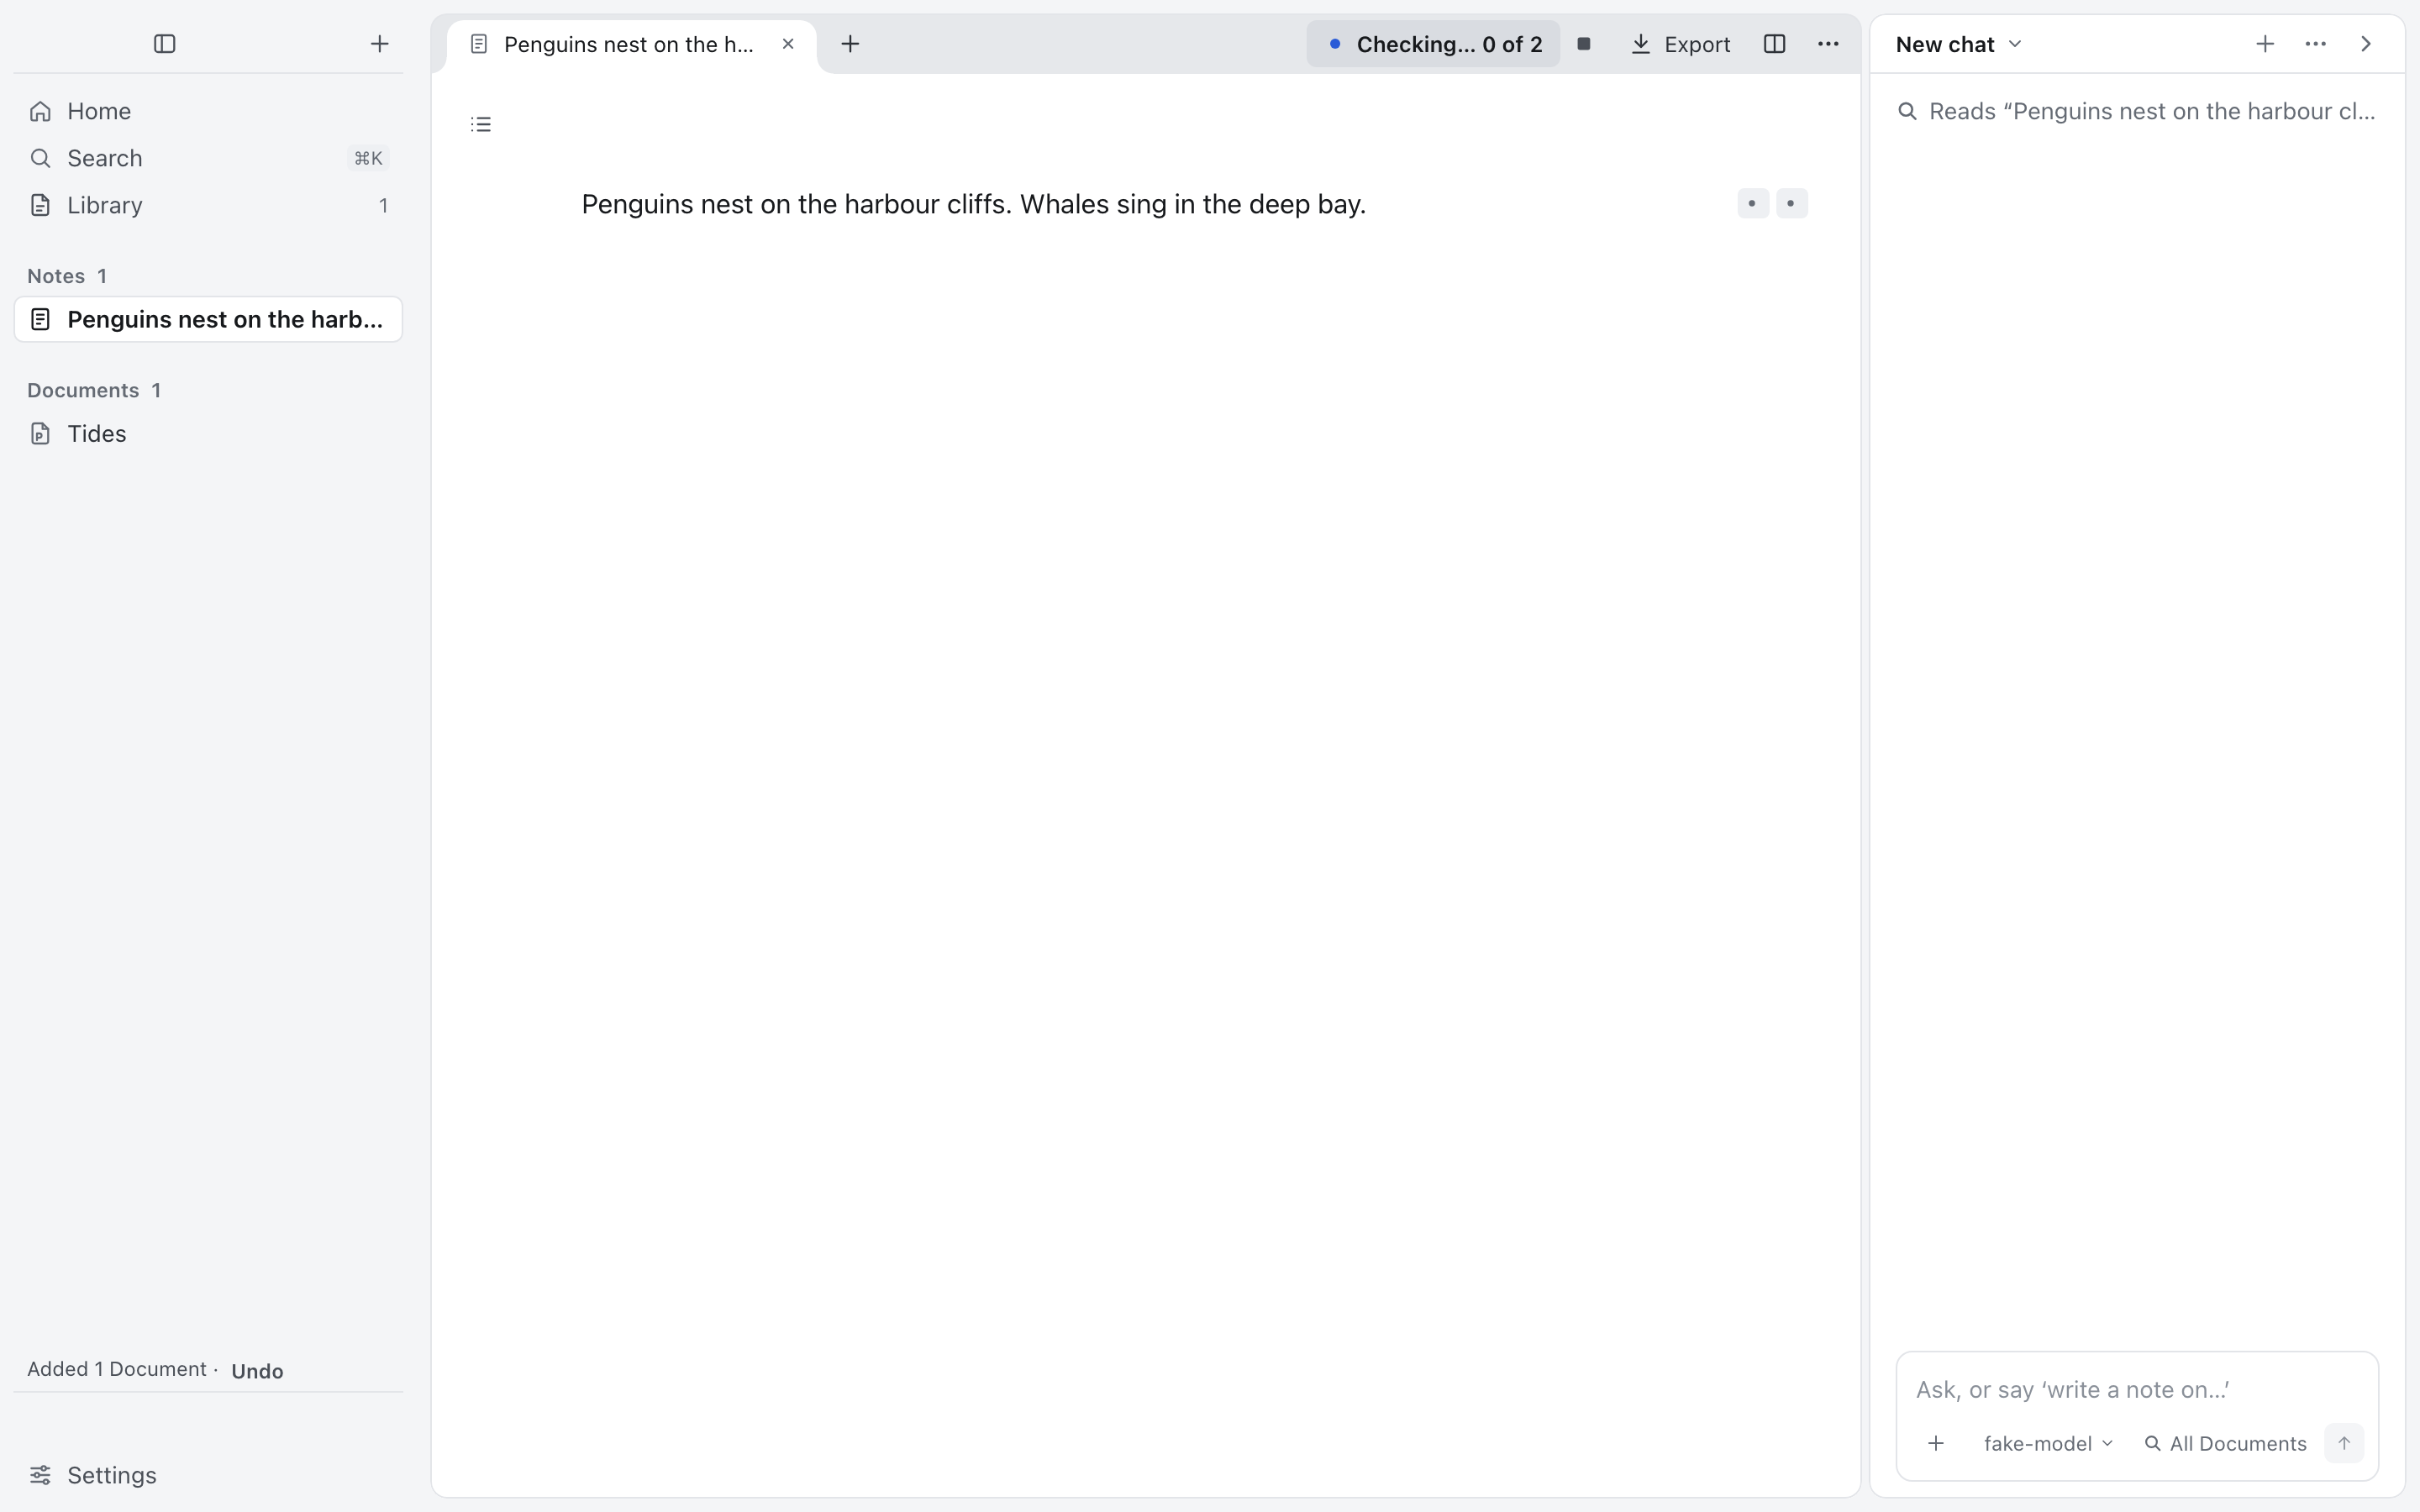 Home
Search ⌘K
Library 1
Notes 1
Penguins nest on the harb...
Documents 1
Tides
Added 1 Document · Undo
Settings
Penguins nest on the h...
Checking... 0 of 2
Export
Penguins nest on the harbour cliffs. Whales sing in the deep bay.
New chat
Reads “Penguins nest on the harbour cl...
Ask, or say ‘write a note on...’
fake-model
All Documents